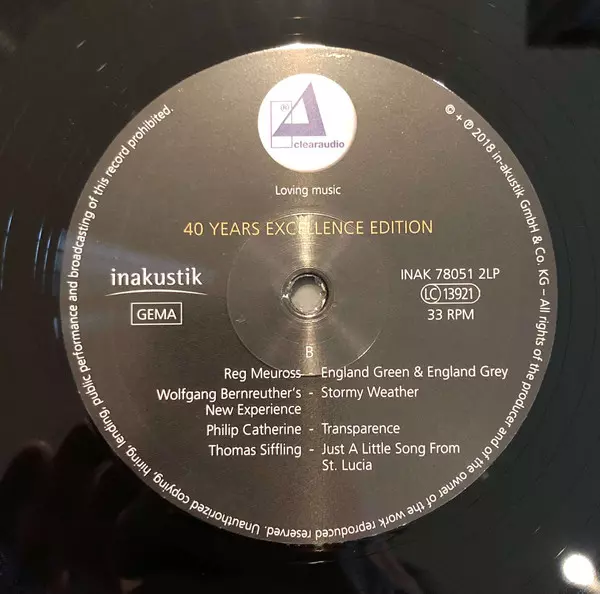 clearaudio
Loving music
40 YEARS EXCELLENCE EDITION
inakustik
GEMA
INAK 78051 2LP
LC 13921
33 RPM
B
Reg Meuross - England Green & England Grey
Wolfgang Bernreuther's - Stormy Weather
New Experience
Philip Catherine - Transparence
Thomas Siffling - Just A Little Song From
St. Lucia
© + ℗ 2018 in-akustik GmbH & Co. KG – All rights of the producer and of the owner of the work reproduced reserved. Unauthorized copying, hiring, lending, public performance and broadcasting of this record prohibited.